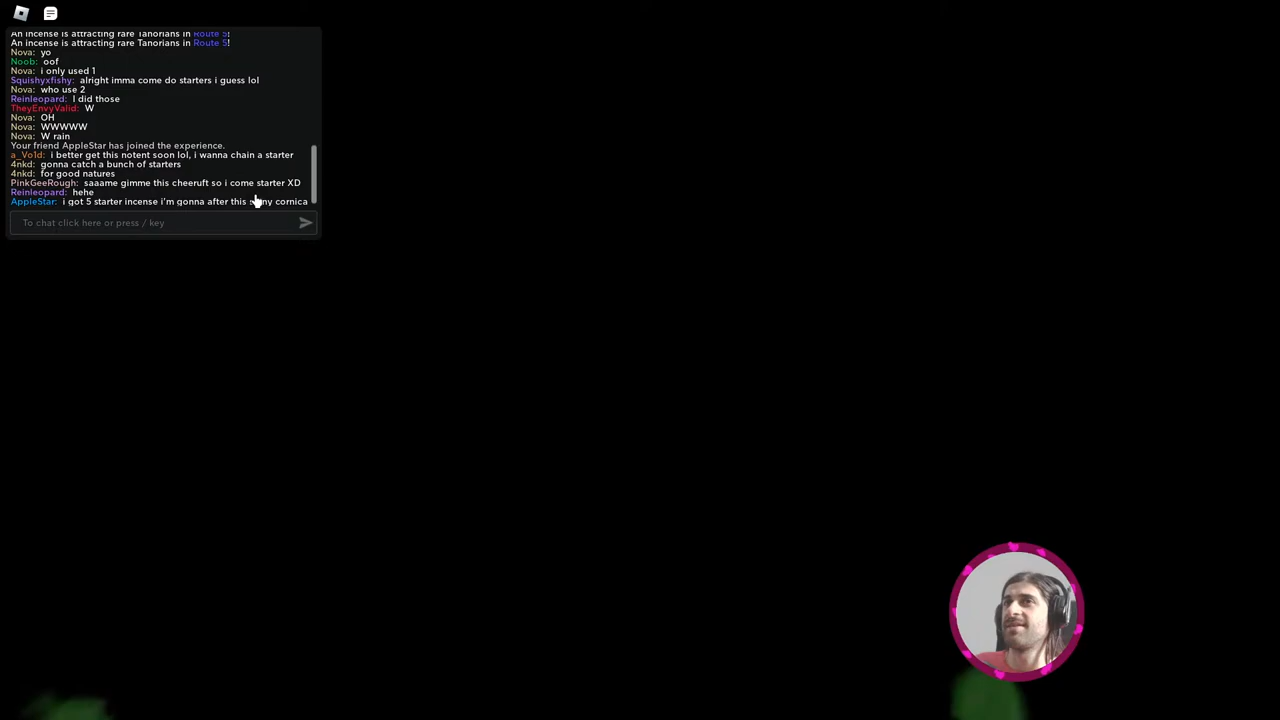 An incense is attracting rare Tanorians in Route 5!
An incense is attracting rare Tanorians in Route 5!
Nova: yo
Noob: oof
Nova: i only used 1
Squishyxfishy: alright imma come do starters i guess lol
Nova: who use 2
Reinleopard: I did those
TheyEnvyValid: W
Nova: OH
Nova: WWWWW
Nova: W rain
Your friend AppleStar has joined the experience.
a_Vo1d: i better get this notent soon lol, i wanna chain a starter
4nkd: gonna catch a bunch of starters
4nkd: for good natures
PinkGeeRough: saaame gimme this cheeruft so i come starter XD
Reinleopard: hehe
AppleStar: i got 5 starter incense i'm gonna after this shiny cornica
To chat click here or press / key